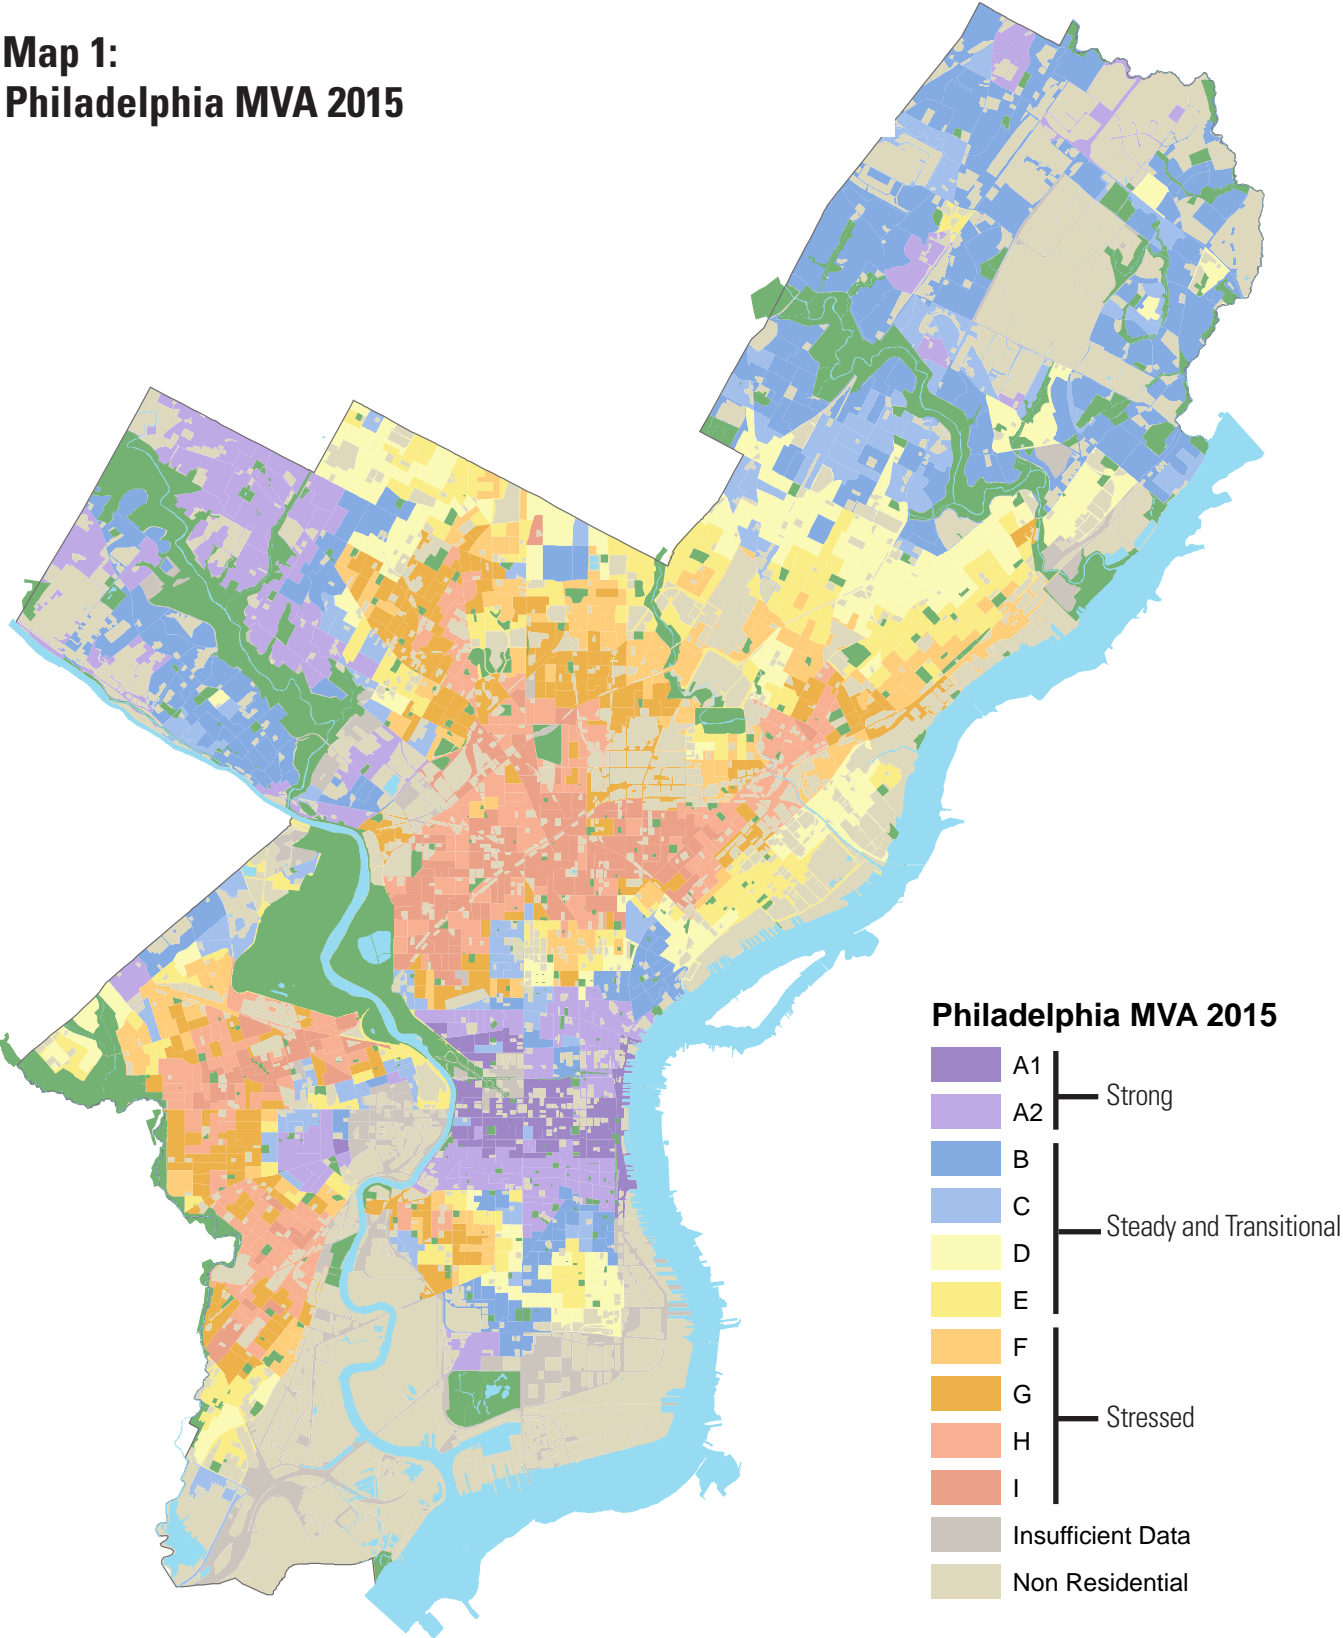 Map 1:
Philadelphia MVA 2015
Philadelphia MVA 2015
A1
A2
Strong
B
C
D
E
Steady and Transitional
F
G
H
I
Stressed
Insufficient Data
Non Residential